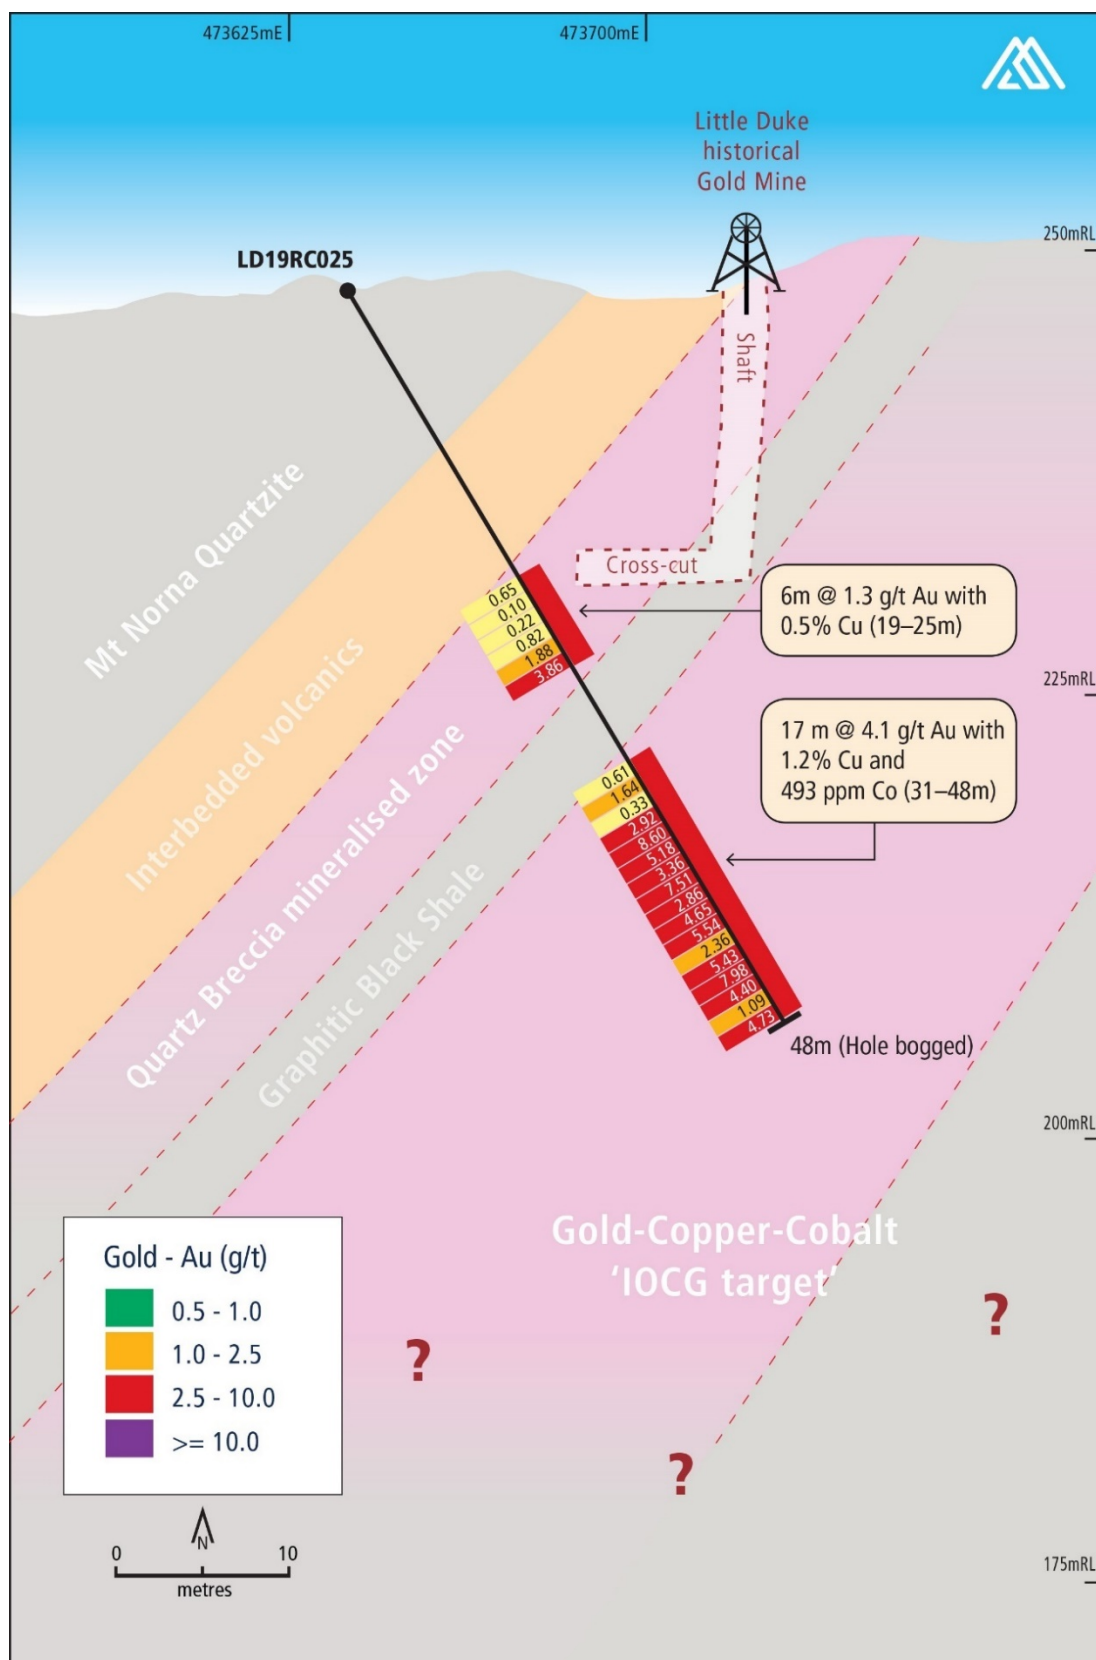 473625mE
473700mE
Little Duke
historical
Gold Mine
250mRL
LD19RC025
Shaft
Mt Norna Quartzite
Cross-cut
6m @ 1.3 g/t Au with
0.5% Cu (19–25m)
0.65
0.10
0.22
0.82
1.88
3.86
Interbedded volcanics
225mRL
17 m @ 4.1 g/t Au with
1.2% Cu and
493 ppm Co (31–48m)
Quartz Breccia mineralised zone
0.61
1.64
0.33
2.92
8.60
5.18
3.36
7.51
2.86
4.65
5.54
2.36
5.43
7.98
4.40
1.09
4.73
Graphitic Black Shale
48m (Hole bogged)
200mRL
Gold-Copper-Cobalt
'IOCG target'
?
?
?
Gold - Au (g/t)
0.5 - 1.0
1.0 - 2.5
2.5 - 10.0
>= 10.0
N
0 10
metres
175mRL